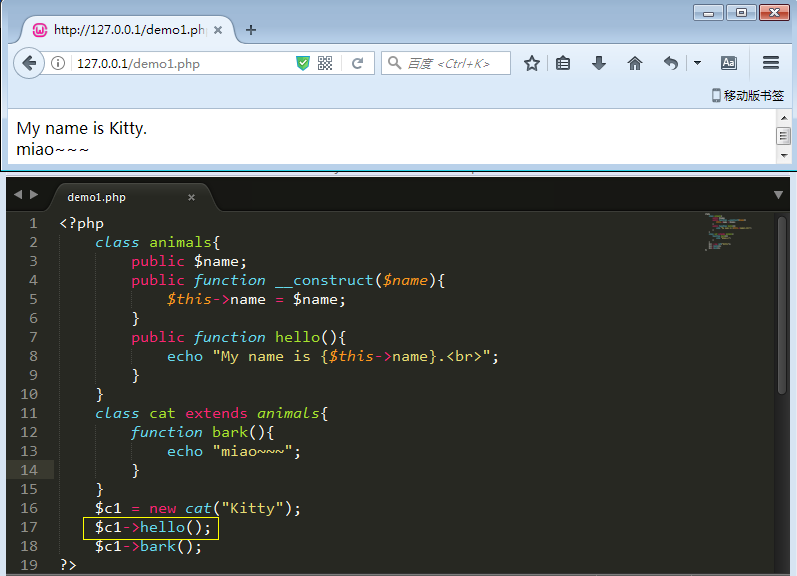 http://127.0.0.1/demo1.ph
127.0.0.1/demo1.php
百度 <Ctrl+K>
Aa
移动版书签
My name is Kitty.
miao~~~
demo1.php
1 <?php
2 class animals{
3 public $name;
4 public function __construct($name){
5 $this->name = $name;
6 }
7 public function hello(){
8 echo "My name is {$this->name}.<br>";
9 }
10 }
11 class cat extends animals{
12 function bark(){
13 echo "miao~~~";
14 }
15 }
16 $c1 = new cat("Kitty");
17 $c1->hello();
18 $c1->bark();
19 ?>